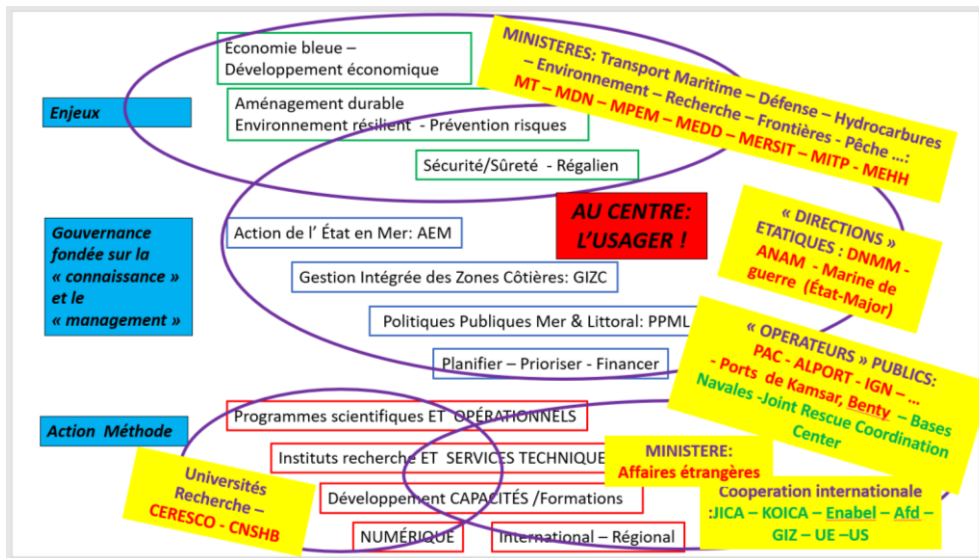 Économie bleue –
Développement économique
Enjeux
Aménagement durable
Environnement résilient - Prévention risques
Sécurité/Sûreté - Régalien
MINISTERES: Transport Maritime – Défense – Hydrocarbures
– Environnement – Recherche – Frontières - Pêche ...:
MT – MDN – MPEM – MEDD – MERSIT – MITP - MEHH
AU CENTRE:
L'USAGER !
Gouvernance
fondée sur la
« connaissance »
et le
« management »
Action de l' État en Mer: AEM
Gestion Intégrée des Zones Côtières: GIZC
Politiques Publiques Mer & Littoral: PPML
Planifier – Prioriser - Financer
« DIRECTIONS »
ETATIQUES : DNMM -
ANAM - Marine de
guerre (État-Major)
« OPERATEURS » PUBLICS:
PAC - ALPORT - IGN – ...
- Ports de Kamsar, Benty – Bases
Navales -Joint Rescue Coordination
Center
Action Méthode
Programmes scientifiques ET OPÉRATIONNELS
Instituts recherche ET SERVICES TECHNIQUE
Développement CAPACITÉS /Formations
NUMÉRIQUE
International – Régional
Universités
Recherche –
CERESCO - CNSHB
MINISTERE:
Affaires étrangères
Cooperation internationale
:JICA – KOICA – Enabel – Afd –
GIZ – UE –US